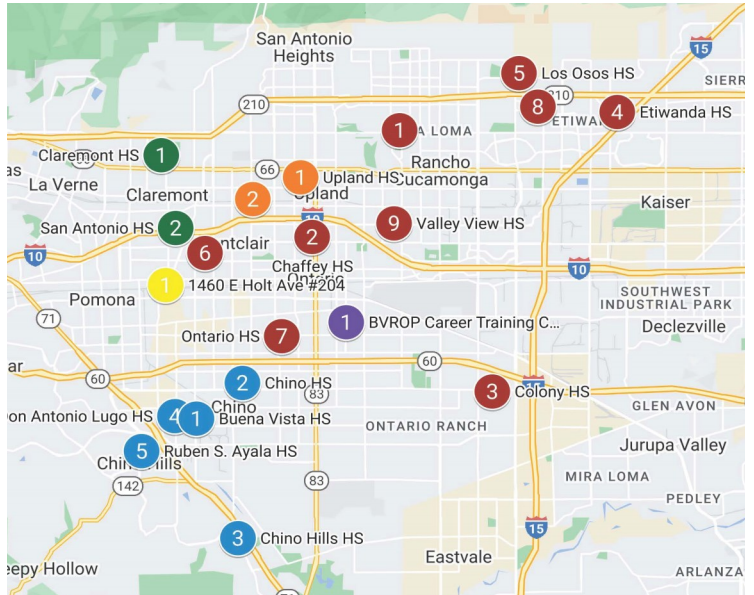 San Antonio
Heights
15
5 Los Osos HS
SIERR
210
210
8
4 Etiwanda HS
1
A LOMA
ETIWA
Claremont HS 1
66
Rancho
Cucamonga
as
La Verne
1 Upland HS
Upland
Claremont
2
Kaiser
10
San Antonio HS 2
9 Valley View HS
ntclair
6
2
Chaffey HS
10
10
Ontario
1 1460 E Holt Ave #204
Pomona
SOUTHWEST
INDUSTRIAL PARK
71
1 BVROP Career Training C...
Declezville
Ontario HS 7
ar
60
60
2 Chino HS
83
15
3 Colony HS
GLEN AVON
Chino
on Antonio Lugo HS 4
1 Buena Vista HS
ONTARIO RANCH
5 Ruben S. Ayala HS
Chino Hills
Jurupa Valley
142
83
MIRA LOMA
PEDLEY
15
3 Chino Hills HS
Eastvale
eepy Hollow
ARLANZA